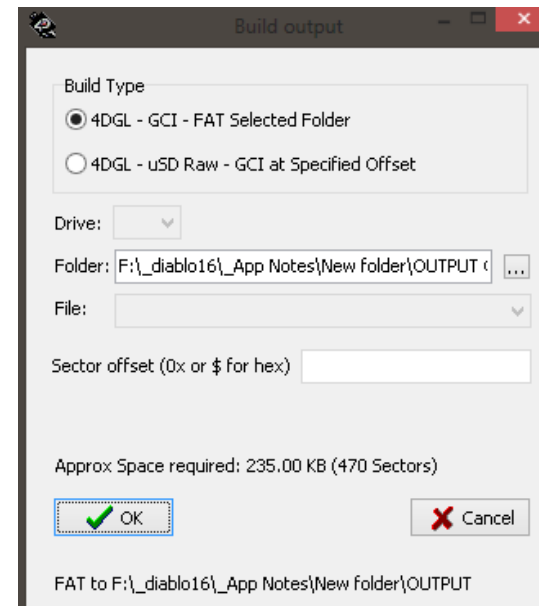 Build output
Build Type
4DGL - GCI - FAT Selected Folder
4DGL - uSD Raw - GCI at Specified Offset
Drive:
Folder: F:\_diablo16\_App Notes\New folder\OUTPUT ...
File:
Sector offset (0x or $ for hex)
Approx Space required: 235.00 KB (470 Sectors)
OK Cancel
FAT to F:\_diablo16\_App Notes\New folder\OUTPUT